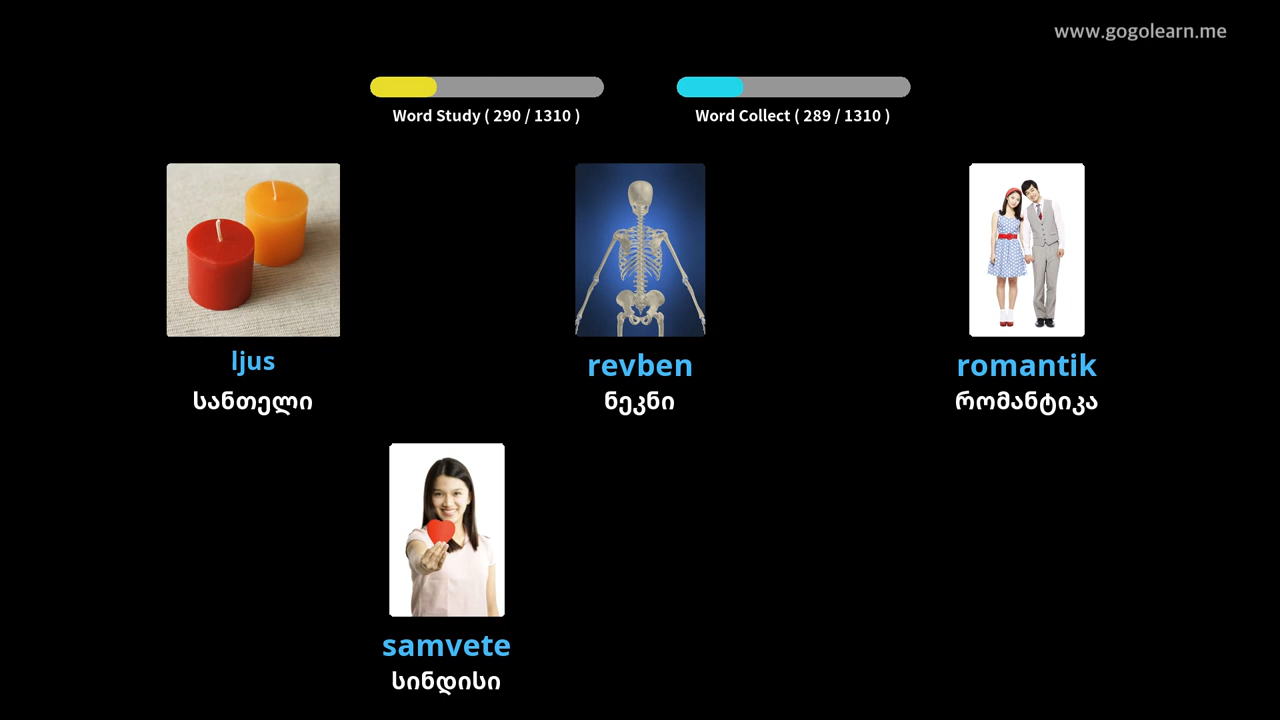 www.gogolearn.me
Word Study ( 290 / 1310 )
Word Collect ( 289 / 1310 )
ljus
სანთელი
revben
ნეკნი
romantik
რომანტიკა
samvete
სინდისი